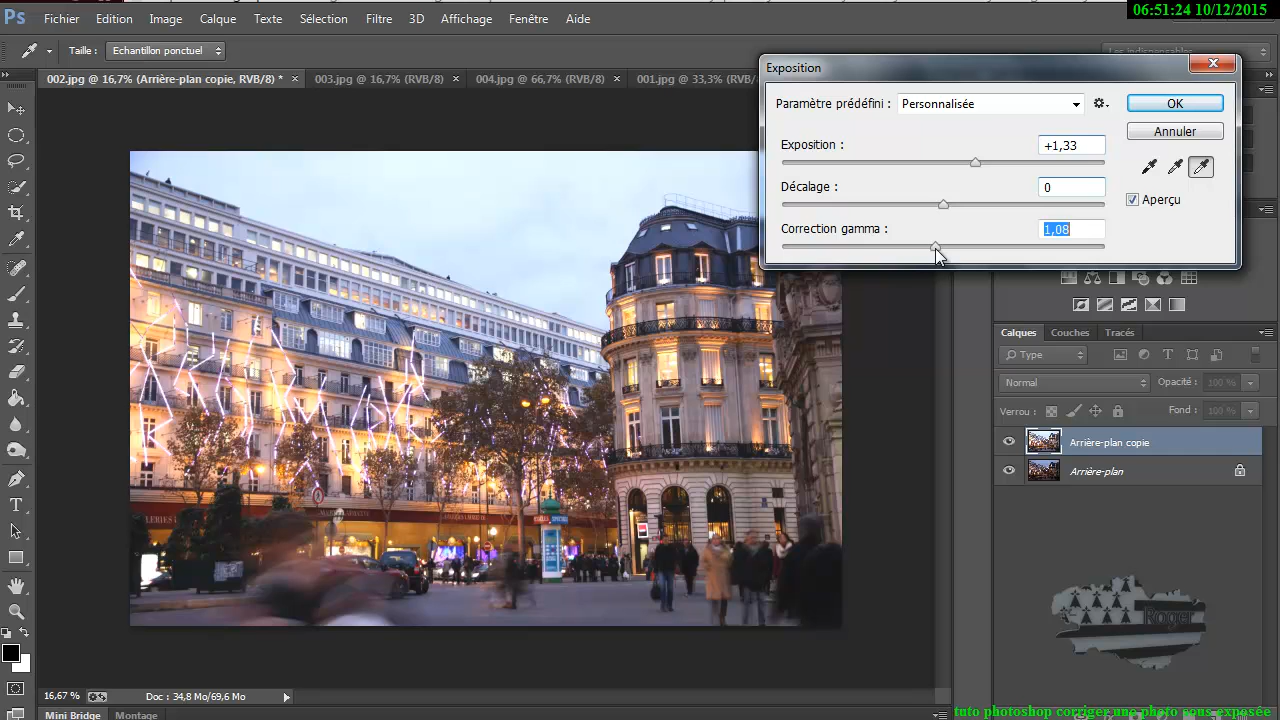 06:51:24 10/12/2015
Ps Fichier Edition Image Calque Texte Sélection Filtre 3D Affichage Fenêtre Aide
Taille : Echantillon ponctuel
Les indispensables
002.jpg @ 16,7% (Arrière-plan copie, RVB/8) * × 003.jpg @ 16,7% (RVB/8) × 004.jpg @ 66,7% (RVB/8) × 001.jpg @ 33,3% (RVB/
Exposition
Paramètre prédéfini : Personnalisée
OK
Annuler
Exposition : +1,33
Décalage : 0
Aperçu
Correction gamma : 1,08
Calques Couches Tracés
Type
Normal Opacité : 100 %
Verrou : Fond : 100 %
Arrière-plan copie
Arrière-plan
Roger
16,67 % Doc : 34,8 Mo/69,6 Mo
Mini Bridge Montage
tuto photoshop corriger une photo sous exposée